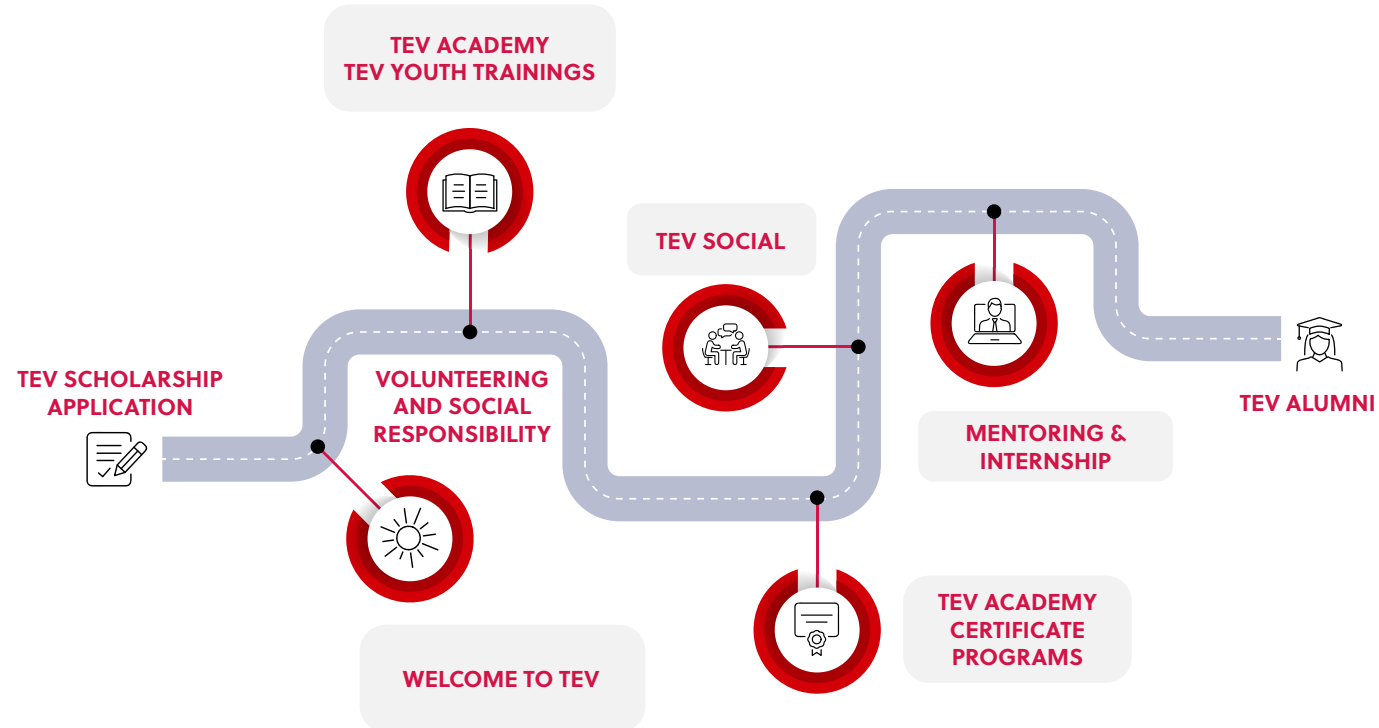 TEV ACADEMY
TEV YOUTH TRAININGS
TEV SOCIAL
TEV SCHOLARSHIP
APPLICATION
VOLUNTEERING
AND SOCIAL
RESPONSIBILITY
TEV ALUMNI
MENTORING &
INTERNSHIP
TEV ACADEMY
CERTIFICATE
PROGRAMS
WELCOME TO TEV